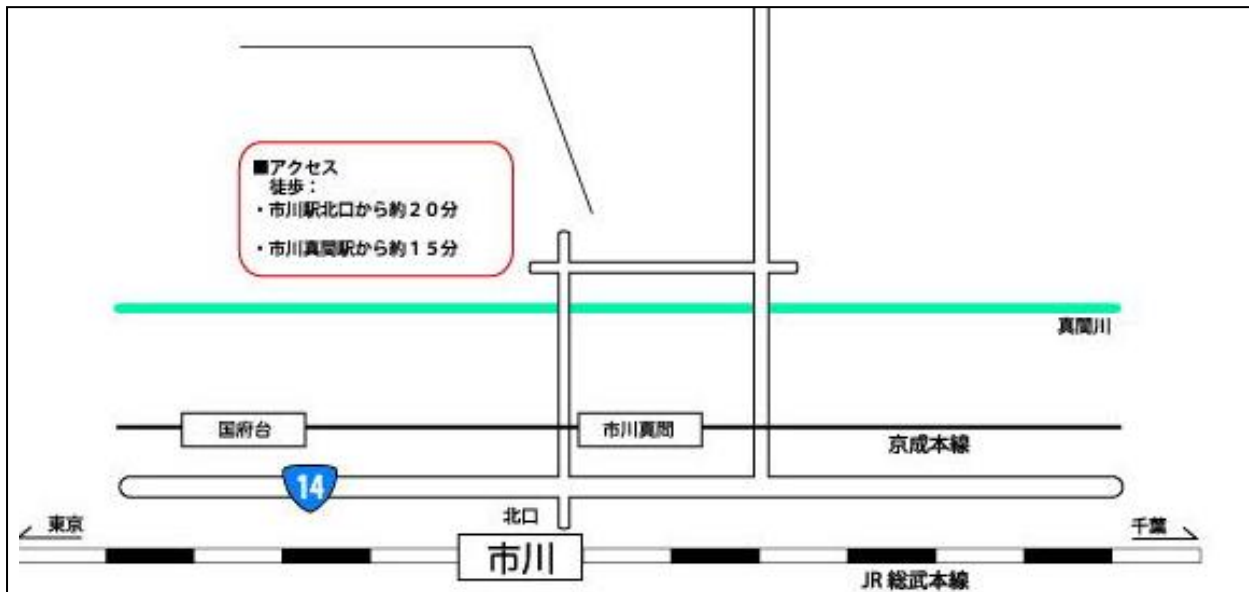 ■アクセス
徒歩：
・市川駅北口から約２０分
・市川真間駅から約１５分
真間川
国府台
市川真間
京成本線
14
北口
東京
千葉
市川
JR 総武本線